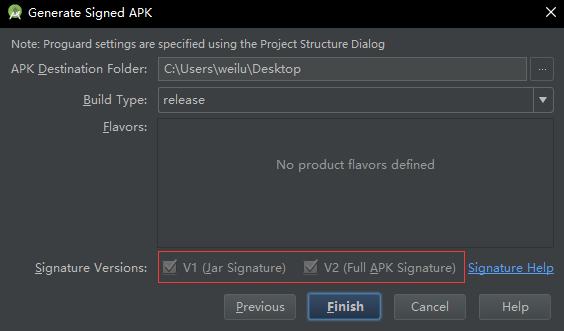 Generate Signed APK
Note: Proguard settings are specified using the Project Structure Dialog
APK Destination Folder: C:\Users\weilu\Desktop ...
Build Type: release
Flavors:
No product flavors defined
Signature Versions: V1 (Jar Signature) V2 (Full APK Signature) Signature Help
Previous Finish Cancel Help